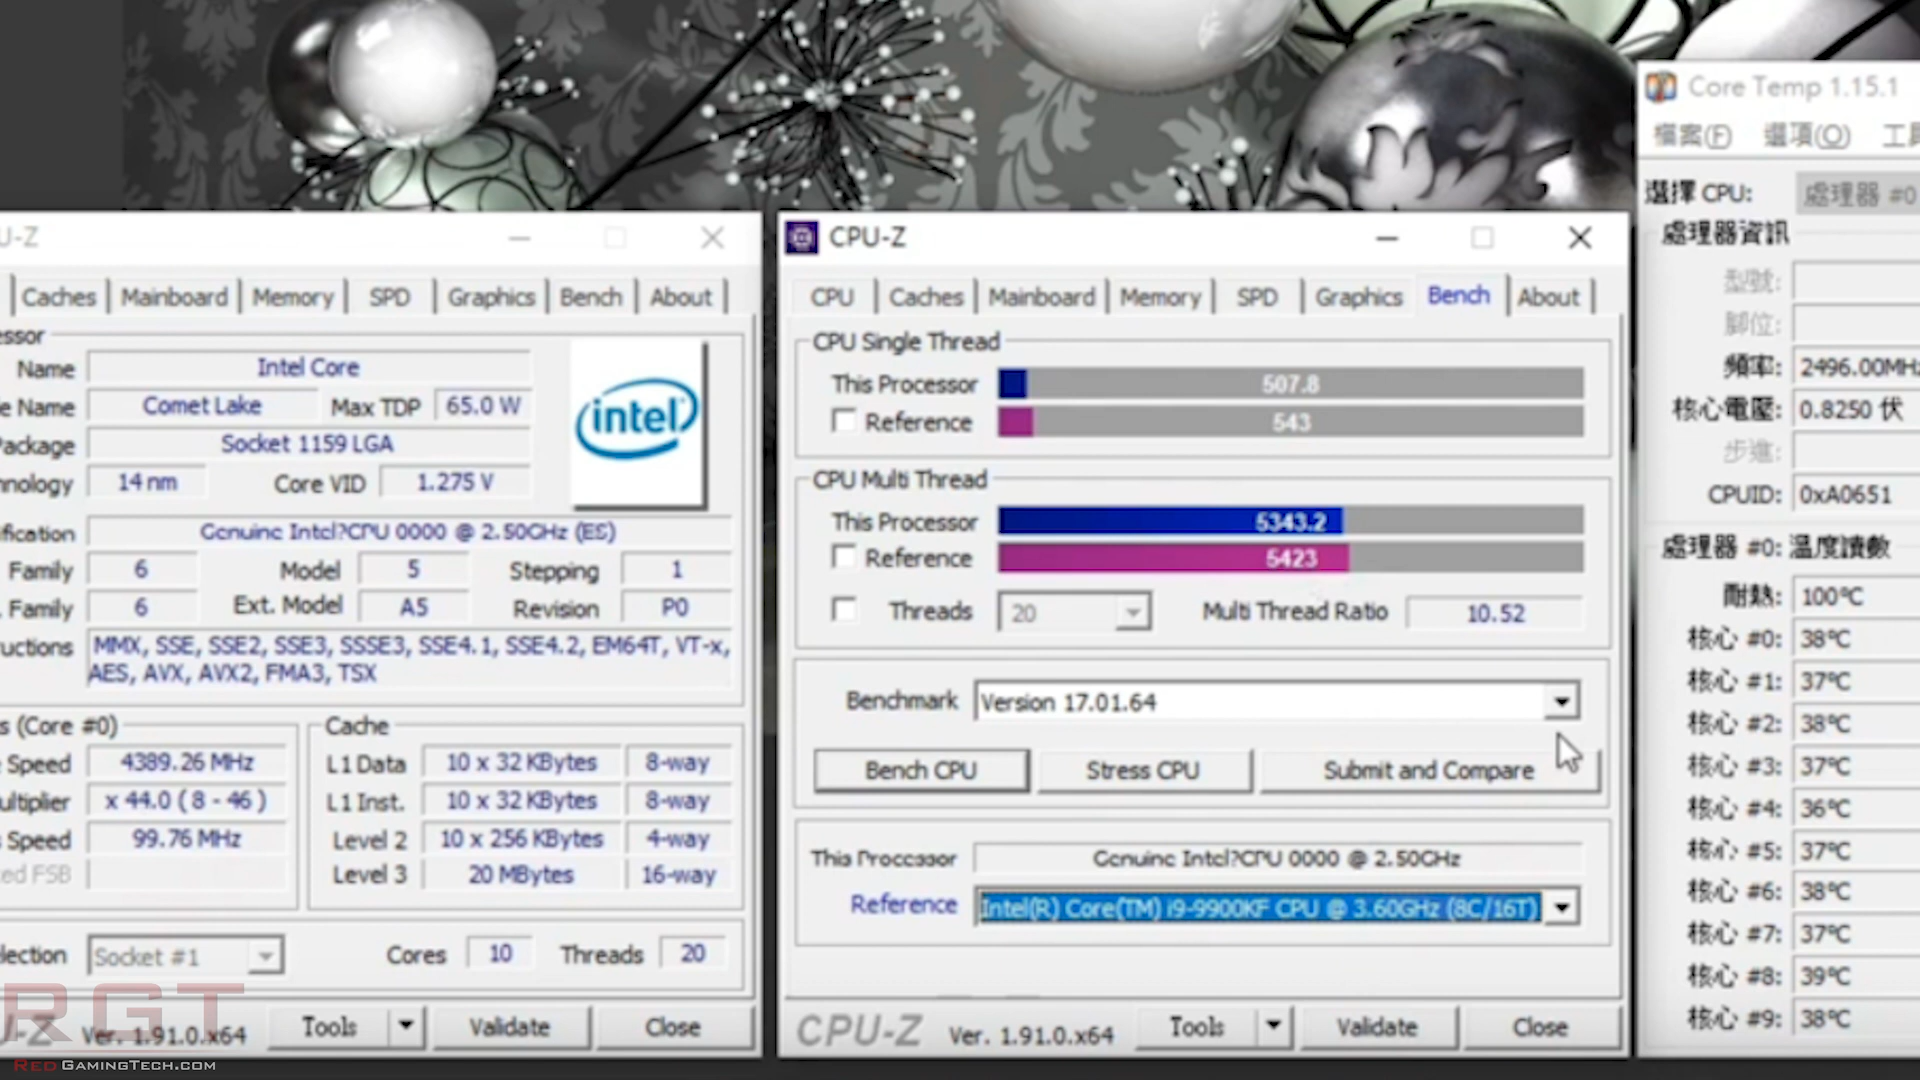 U-Z
Caches Mainboard Memory SPD Graphics Bench About
essor
Name Intel Core
e Name Comet Lake Max TDP 65.0 W
Package Socket 1159 LGA
hnology 14 nm Core VID 1.275 V
intel
ification Genuine Intel?CPU 0000 @ 2.50GHz (ES)
Family 6 Model 5 Stepping 1
. Family 6 Ext. Model A5 Revision P0
uctions MMX, SSE, SSE2, SSE3, SSSE3, SSE4.1, SSE4.2, EM64T, VT-x,
AES, AVX, AVX2, FMA3, TSX
s (Core #0)
Speed 4389.26 MHz
ultiplier x 44.0 ( 8 - 46 )
s Speed 99.76 MHz
ed FSB
Cache
L1 Data 10 x 32 KBytes 8-way
L1 Inst. 10 x 32 KBytes 8-way
Level 2 10 x 256 KBytes 4-way
Level 3 20 MBytes 16-way
lection Socket #1 Cores 10 Threads 20
U-Z Ver. 1.91.0.x64 Tools Validate Close
RGT
REDGAMINGTECH.COM
CPU-Z
CPU Caches Mainboard Memory SPD Graphics Bench About
CPU Single Thread
This Processor 507.8
Reference 543
CPU Multi Thread
This Processor 5343.2
Reference 5423
Threads 20 Multi Thread Ratio 10.52
Benchmark Version 17.01.64
Bench CPU Stress CPU Submit and Compare
This Processor Genuine Intel?CPU 0000 @ 2.50GHz
Reference Intel(R) Core(TM) i9-9900KF CPU @ 3.60GHz (8C/16T)
CPU-Z Ver. 1.91.0.x64 Tools Validate Close
Core Temp 1.15.1
檔案(F) 選項(O) 工具
選擇 CPU: 處理器 #0
處理器資訊
型號:
腳位:
頻率: 2496.00MHz
核心電壓: 0.8250 伏
步進:
CPUID: 0xA0651
處理器 #0: 溫度讀數
耐熱: 100°C
核心 #0: 38°C
核心 #1: 37°C
核心 #2: 38°C
核心 #3: 37°C
核心 #4: 36°C
核心 #5: 37°C
核心 #6: 38°C
核心 #7: 37°C
核心 #8: 39°C
核心 #9: 38°C